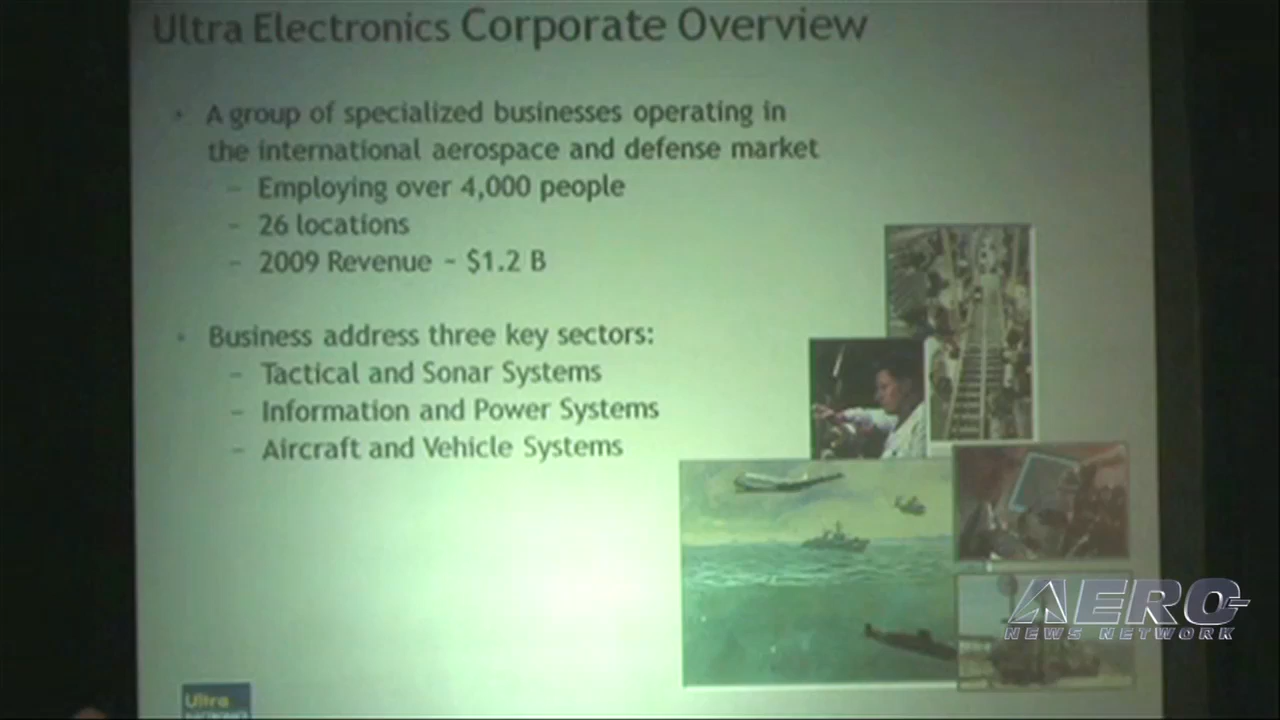 Ultra Electronics Corporate Overview
A group of specialized businesses operating in
the international aerospace and defense market
– Employing over 4,000 people
– 26 locations
– 2009 Revenue ~ $1.2 B
Business address three key sectors:
– Tactical and Sonar Systems
– Information and Power Systems
– Aircraft and Vehicle Systems
AERO
NEWS NETWORK
Ultra